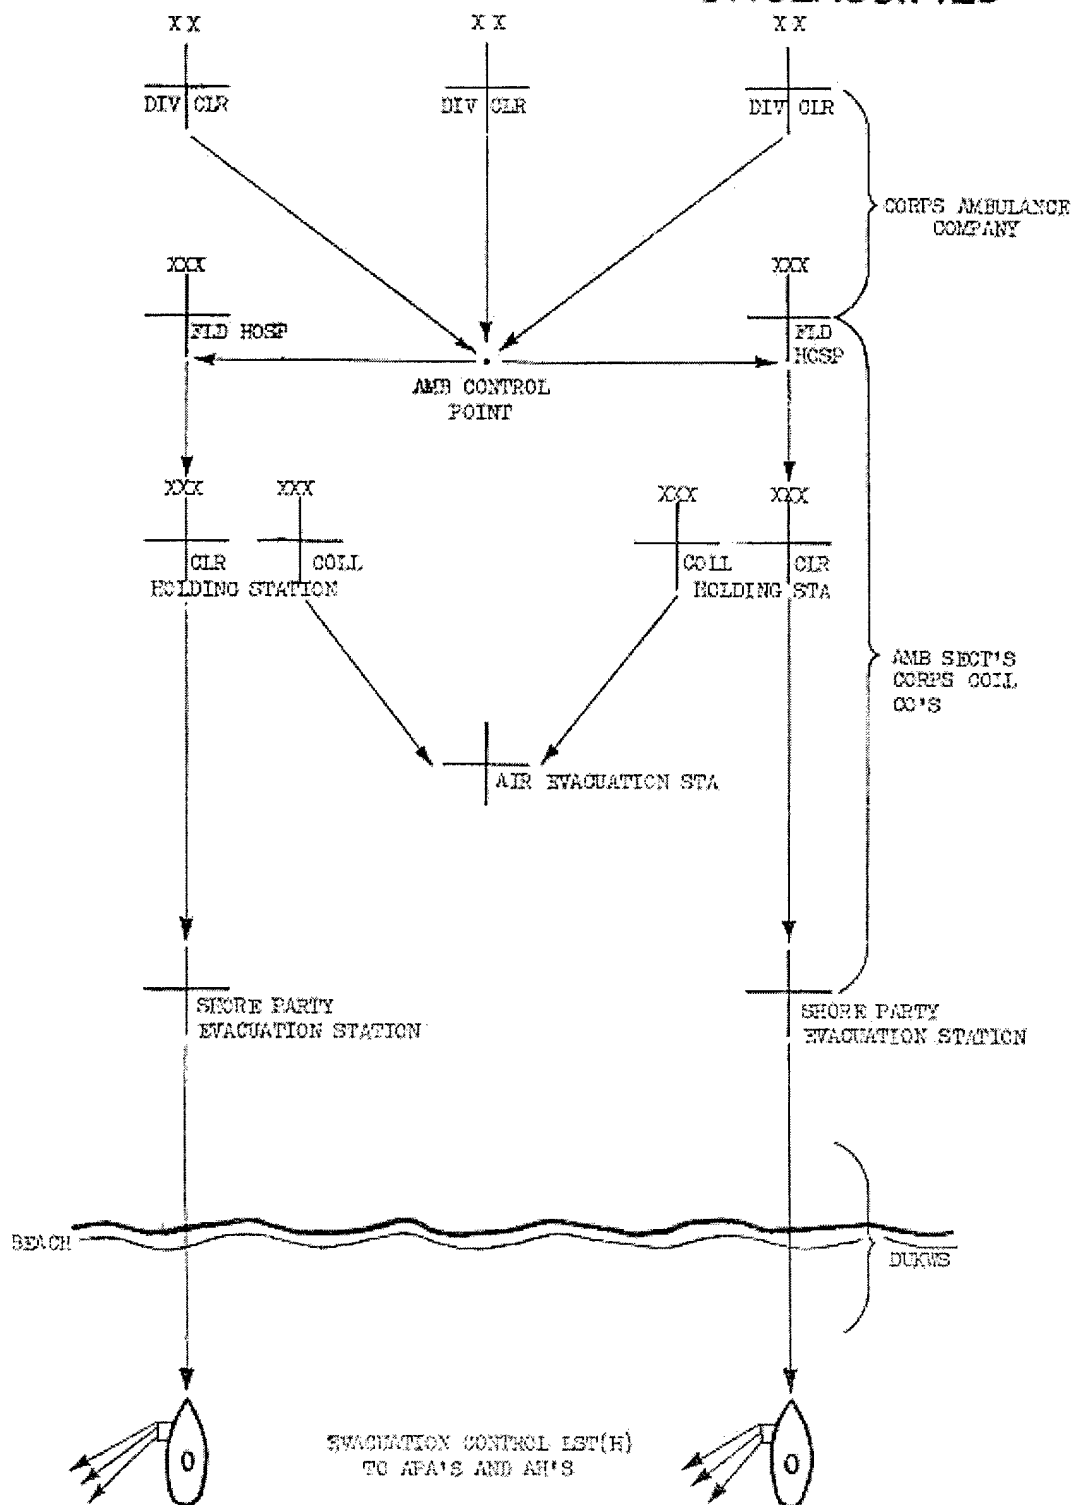 XX
XX
XX
DIV CLR
DIV CLR
DIV CLR
CORPS AMBULANCE
COMPANY
XXX
XXX
FLD HOSP
FLD
HOSP
AMB CONTROL
POINT
XXX
XXX
XXX
XXX
CLR
COLL
COLL
CLR
HOLDING STATION
HOLDING STA
AMB SECT'S
CORPS COLL
CO'S
AIR EVACUATION STA
SHORE PARTY
EVACUATION STATION
SHORE PARTY
EVACUATION STATION
BEACH
DUKWS
EVACUATION CONTROL LST(H)
TO APA'S AND AH'S